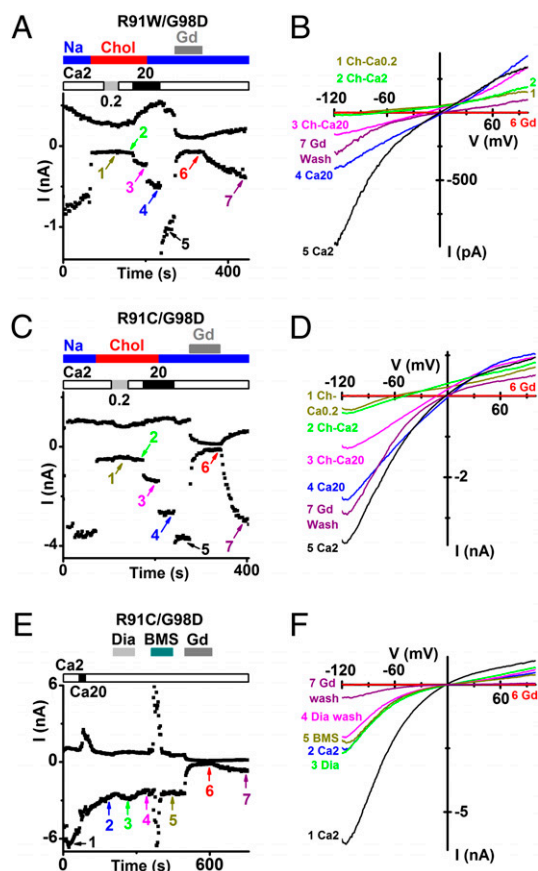 A
R91W/G98D
Gd
Na
Chol
Ca2
20
0.2
0
-1
I (nA)
1
2
3
4
5
6
7
0
200
400
Time (s)
B
1 Ch-Ca0.2
2 Ch-Ca2
-120
-60
60
2
1
6 Gd
V (mV)
3 Ch-Ca20
7 Gd
Wash
4 Ca20
-500
5 Ca2
I (pA)
C
R91C/G98D
Gd
Na
Chol
Ca2
20
0.2
0
-4
I (nA)
1
2
3
4
5
6
7
0
200
400
Time (s)
D
V (mV)
-120
-60
60
6 Gd
1 Ch-
Ca0.2
2 Ch-Ca2
3 Ch-Ca20
-2
4 Ca20
7 Gd
Wash
5 Ca2
I (nA)
E
R91C/G98D
Dia
BMS
Gd
Ca2
Ca20
6
0
-6
I (nA)
1
2
3
4
5
6
7
0
300
600
Time (s)
F
V (mV)
-120
-60
60
7 Gd
wash
6 Gd
4 Dia wash
5 BMS
2 Ca2
3 Dia
-5
1 Ca2
I (nA)